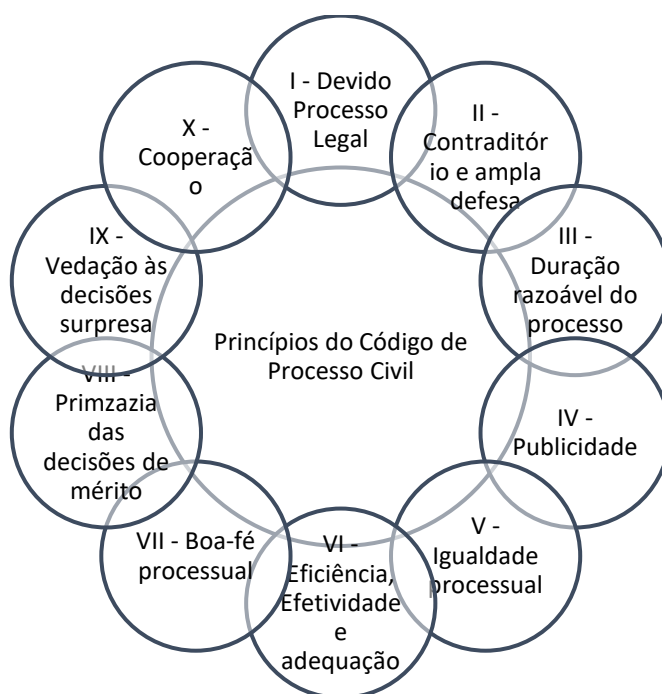 I - Devido
Processo
Legal
II -
Contraditór
io e ampla
defesa
III -
Duração
razoável do
processo
IV -
Publicidade
V -
Igualdade
processual
VI -
Eficiência,
Efetividade
e
adequação
VII - Boa-fé
processual
VIII -
Primzazia
das
decisões de
mérito
IX -
Vedação às
decisões
surpresa
X -
Cooperaçã
o
Princípios do Código de
Processo Civil